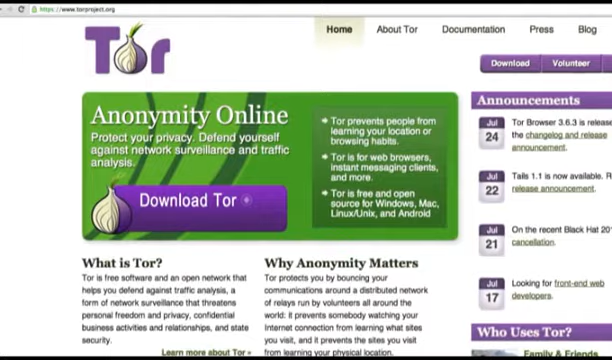 https://www.torproject.org
Tor
Home
About Tor
Documentation
Press
Blog
Download
Volunteer
Anonymity Online
Protect your privacy. Defend yourself
against network surveillance and traffic
analysis.
Download Tor
Tor prevents people from
learning your location or
browsing habits.
Tor is for web browsers,
instant messaging clients,
and more.
Tor is free and open
source for Windows, Mac,
Linux/Unix, and Android
What is Tor?
Tor is free software and an open network that
helps you defend against traffic analysis, a
form of network surveillance that threatens
personal freedom and privacy, confidential
business activities and relationships, and state
security.
Learn more about Tor »
Why Anonymity Matters
Tor protects you by bouncing your
communications around a distributed network
of relays run by volunteers all around the
world: it prevents somebody watching your
Internet connection from learning what sites
you visit, and it prevents the sites you visit
from learning your physical location.
Announcements
Jul
24
Tor Browser 3.6.3 is release
the changelog and release
announcement.
Jul
22
Tails 1.1 is now available. R
release announcement.
Jul
21
On the recent Black Hat 20
cancellation.
Jul
17
Looking for front-end web
developers.
Who Uses Tor?
Family & Friends